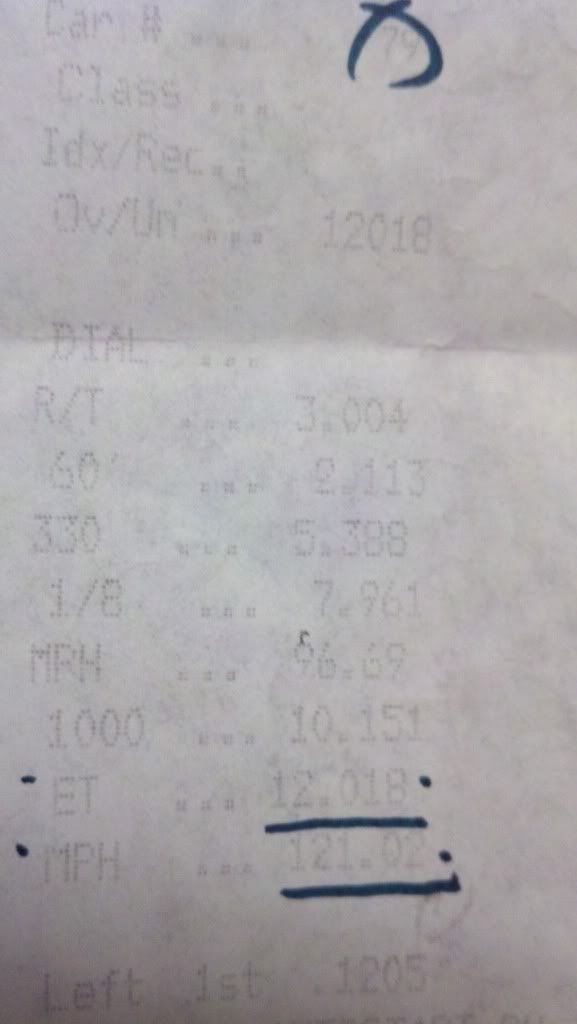 Car # ...
Class ...
Idx/Rec..
Ov/Un ... 12018
DIAL ...
R/T ... 3.004
60' ... 2.113
330 ... 5.388
1/8 ... 7.961
MPH ... 96.69
1000 ... 10.151
ET ... 12.018
MPH ... 121.02
Left 1st .1205